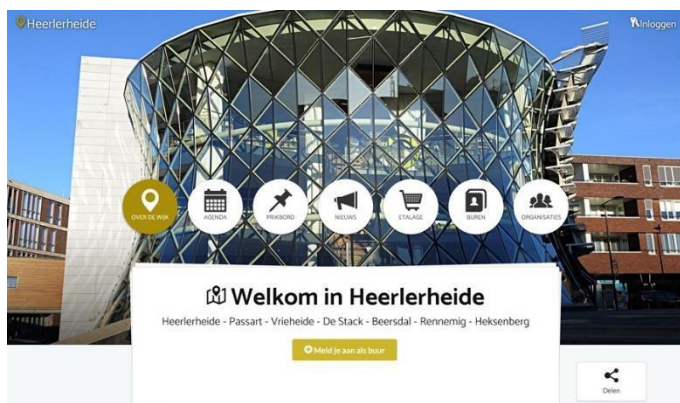 Heerlerheide
Inloggen
OVER DE WIJK
AGENDA
PRIKBORD
NIEUWS
ETALAGE
BUREN
ORGANISATIES
Welkom in Heerlerheide
Heerlerheide - Passart - Vrieheide - De Stack - Beersdal - Rennemig - Heksenberg
Meld je aan als buur
Delen